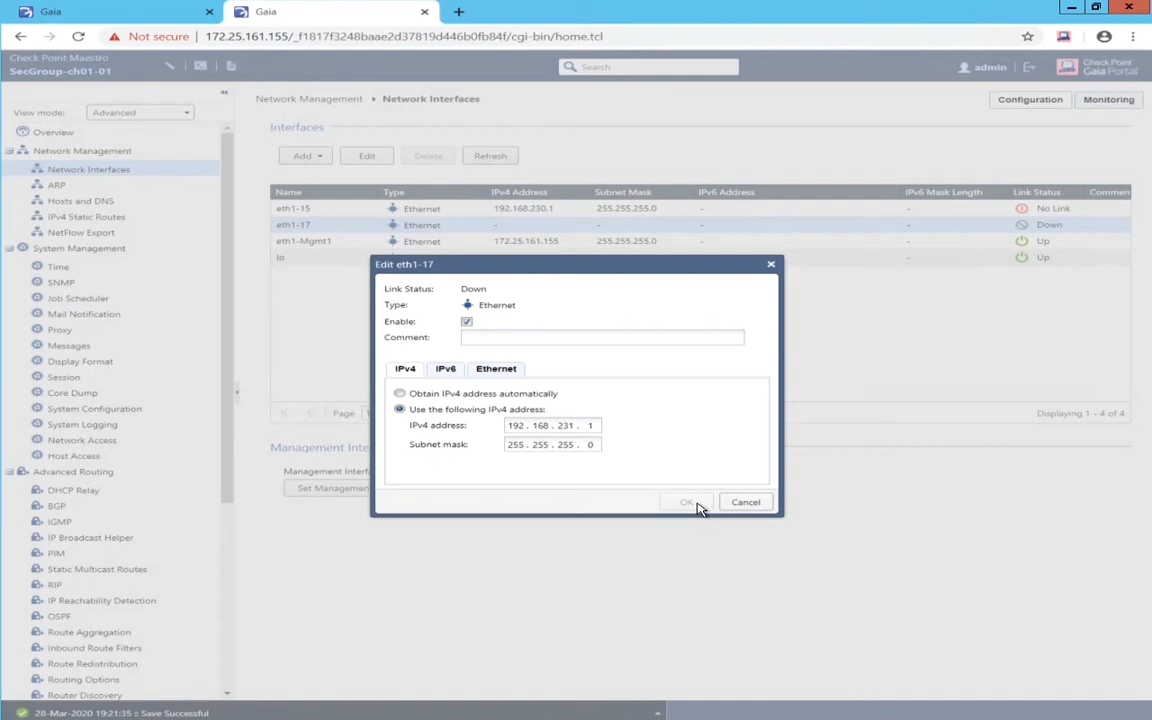 Gaia
Gaia
Not secure 172.25.161.155/_f1817f3248baae2d37819d446b0fb84f/cgi-bin/home.tcl
Check Point Maestro
SecGroup-ch01-01
Search
admin
Check Point
Gaia Portal
View mode: Advanced
Overview
Network Management
Network Interfaces
ARP
Hosts and DNS
IPv4 Static Routes
NetFlow Export
System Management
Time
SNMP
Job Scheduler
Mail Notification
Proxy
Messages
Display Format
Session
Core Dump
System Configuration
System Logging
Network Access
Host Access
Advanced Routing
DHCP Relay
BGP
IGMP
IP Broadcast Helper
PIM
Static Multicast Routes
RIP
IP Reachability Detection
OSPF
Route Aggregation
Inbound Route Filters
Route Redistribution
Routing Options
Router Discovery
Network Management Network Interfaces
Configuration Monitoring
Interfaces
Add Edit Delete Refresh
Name Type IPv4 Address Subnet Mask IPv6 Address IPv6 Mask Length Link Status Commen
eth1-15 Ethernet 192.168.230.1 255.255.255.0 - - No Link
eth1-17 Ethernet - - - - Down
eth1-Mgmt1 Ethernet 172.25.161.155 255.255.255.0 - - Up
lo - Up
Page 1 Displaying 1 - 4 of 4
Management Inte
Management Interf
Set Managemen
Edit eth1-17
Link Status: Down
Type: Ethernet
Enable:
Comment:
IPv4 IPv6 Ethernet
Obtain IPv4 address automatically
Use the following IPv4 address:
IPv4 address: 192 . 168 . 231 . 1
Subnet mask: 255 . 255 . 255 . 0
OK Cancel
28-Mar-2020 19:21:35 :: Save Successful